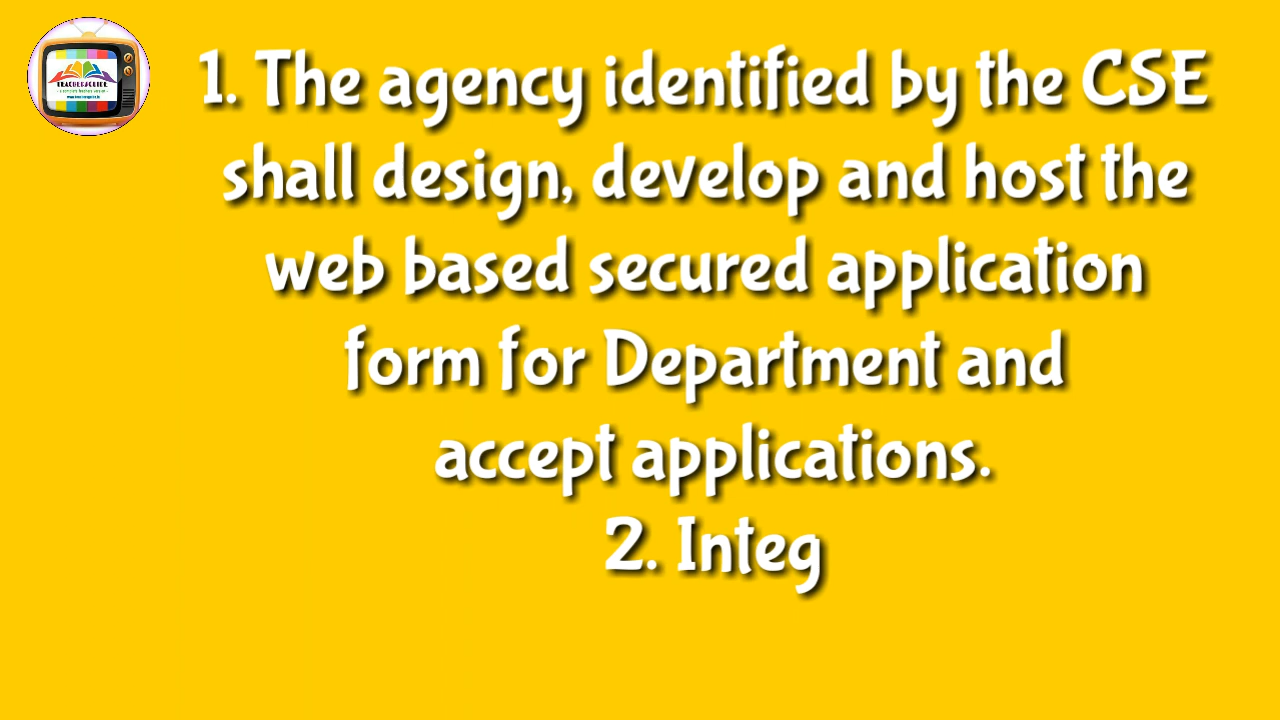 1. The agency identified by the CSE
shall design, develop and host the
web based secured application
form for Department and
accept applications.
2. Integ